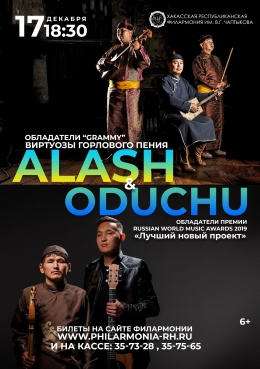 17 ДЕКАБРЯ
18:30
ХАКАССКАЯ РЕСПУБЛИКАНСКАЯ
ФИЛАРМОНИЯ ИМ. В.Г. ЧАПТЫКОВА
ОБЛАДАТЕЛИ "GRAMMY"
ВИРТУОЗЫ ГОРЛОВОГО ПЕНИЯ
ALASH
&
ODUCHU
ОБЛАДАТЕЛИ ПРЕМИИ
RUSSIAN WORLD MUSIC AWARDS 2019
«Лучший новый проект»
6+
БИЛЕТЫ НА САЙТЕ ФИЛАРМОНИИ
WWW.PHILARMONIA-RH.RU
И НА КАССЕ: 35-73-28 , 35-75-65